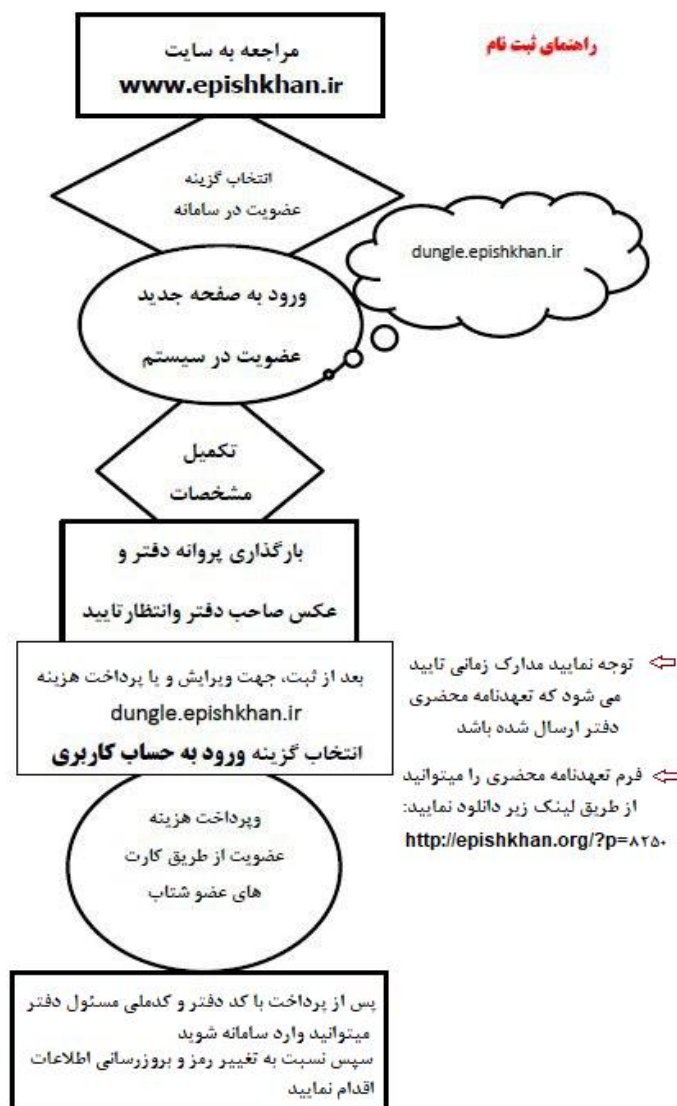 راهنمای ثبت نام
مراجعه به سایت
www.epishkhan.ir
انتخاب گزینه
عضویت در سامانه
dungle.epishkhan.ir
ورود به صفحه جدید
عضویت در سیستم
تکمیل
مشخصات
بارگذاری پروانه دفتر و
عکس صاحب دفتر وانتظار تایید
بعد از ثبت، جهت ویرایش و یا پرداخت هزینه
dungle.epishkhan.ir
انتخاب گزینه ورود به حساب کاربری
توجه نمایید مدارک زمانی تایید
می شود که تعهدنامه محضری
دفتر ارسال شده باشد
فرم تعهدنامه محضری را میتوانید
از طریق لینک زیر دانلود نمایید:
http://epishkhan.org/?p=۸۲۵۰
وپرداخت هزینه
عضویت از طریق کارت
های عضو شتاب
پس از پرداخت با کد دفتر و کدملی مسئول دفتر
میتوانید وارد سامانه شوید
سپس نسبت به تغییر رمز و بروزرسانی اطلاعات
اقدام نمایید